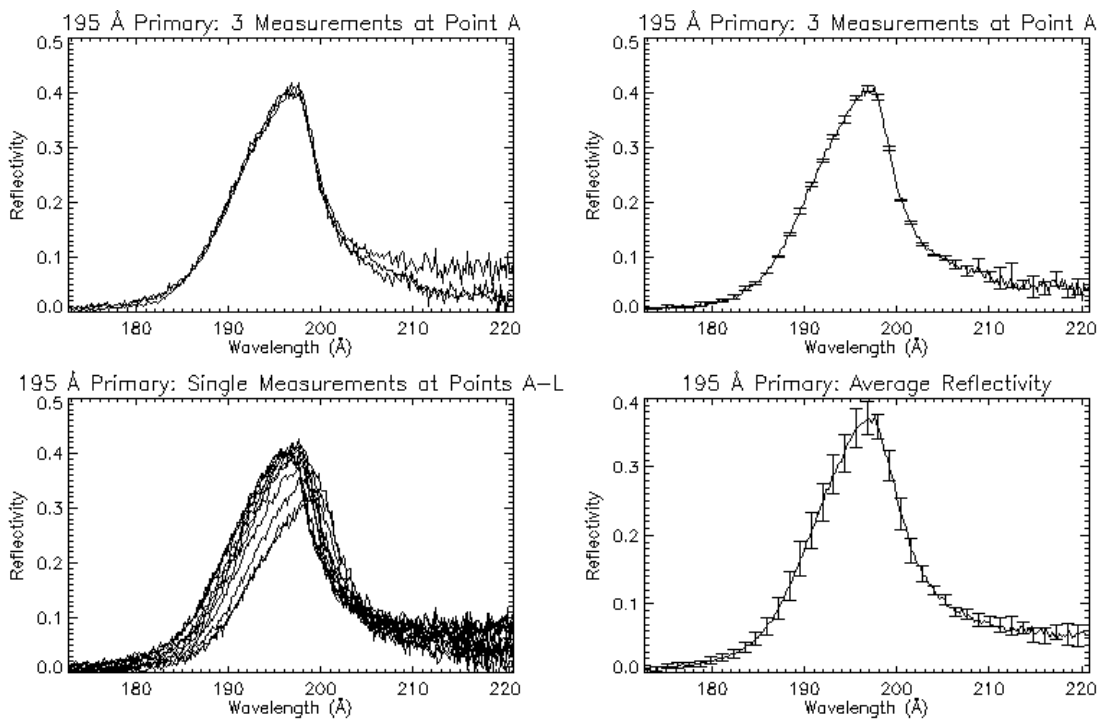 195 Å Primary: 3 Measurements at Point A
0.5
0.4
0.3
0.2
0.1
0.0
Reflectivity
180 190 200 210 220
Wavelength (Å)
195 Å Primary: 3 Measurements at Point A
0.5
0.4
0.3
0.2
0.1
0.0
Reflectivity
180 190 200 210 220
Wavelength (Å)
195 Å Primary: Single Measurements at Points A-L
0.5
0.4
0.3
0.2
0.1
0.0
Reflectivity
180 190 200 210 220
Wavelength (Å)
195 Å Primary: Average Reflectivity
0.4
0.3
0.2
0.1
0.0
Reflectivity
180 190 200 210 220
Wavelength (Å)